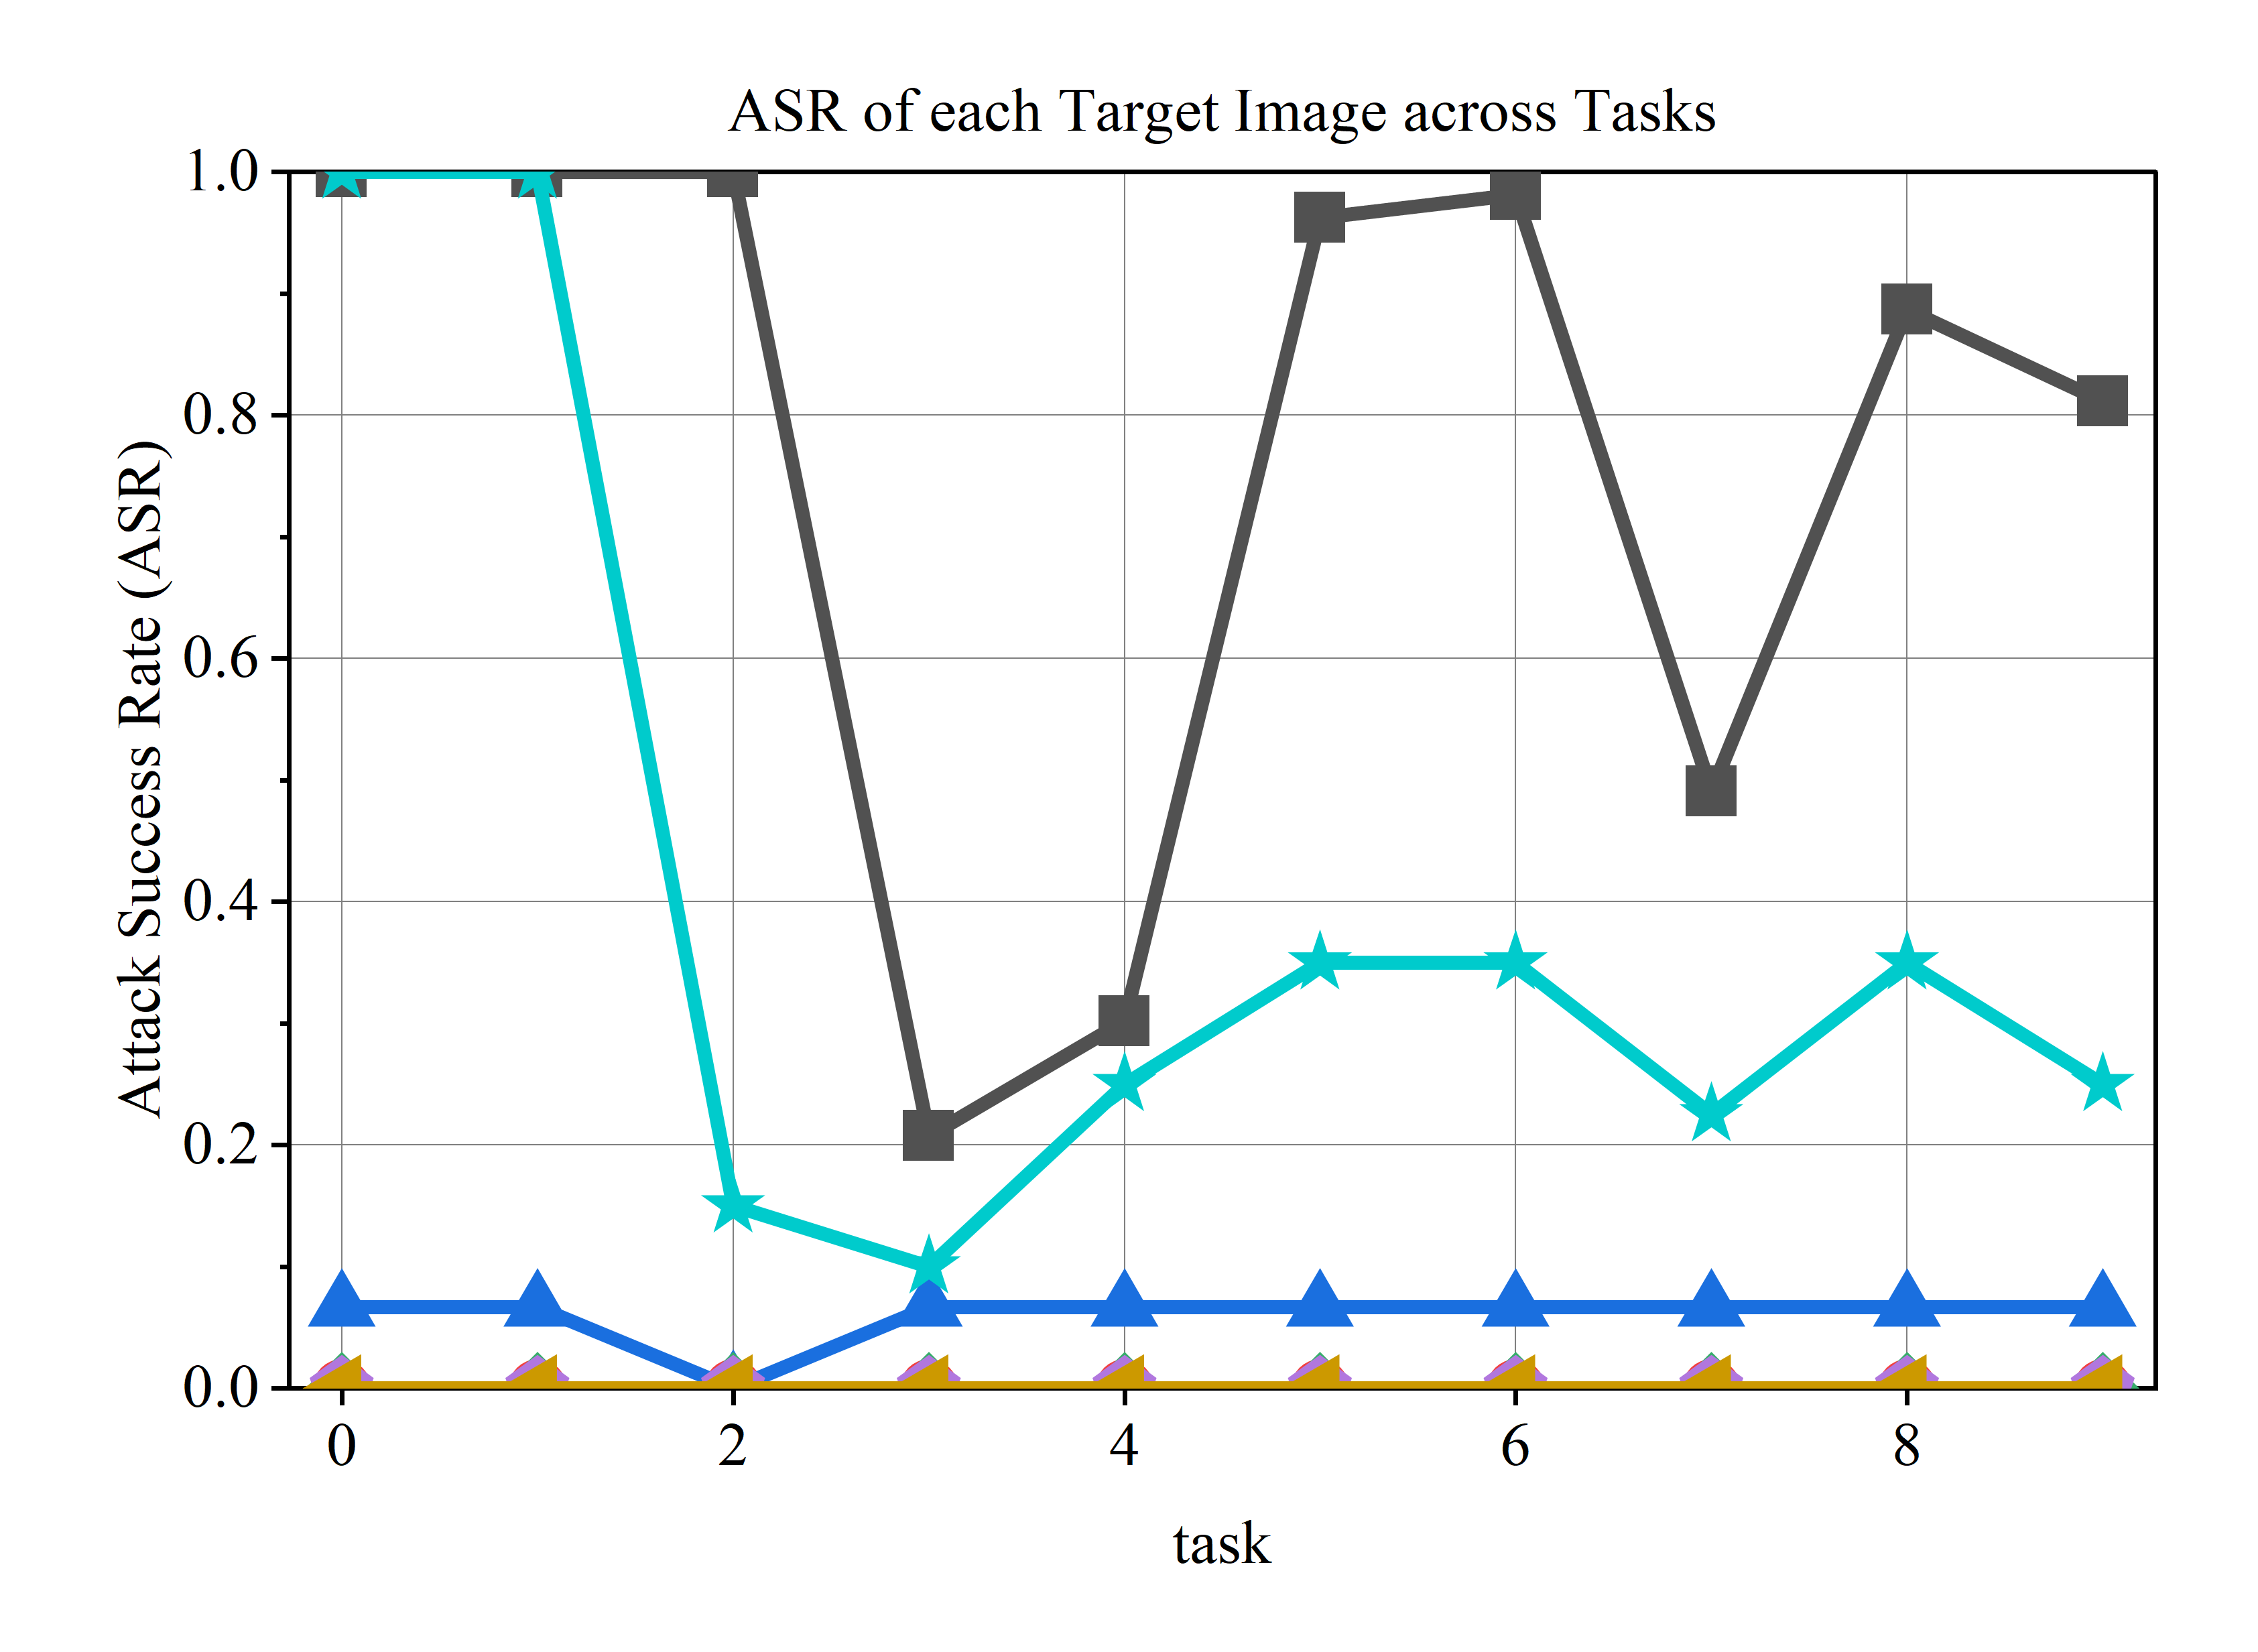 ASR of each Target Image across Tasks
1.0
0.8
0.6
0.4
0.2
0.0
Attack Success Rate (ASR)
0 2 4 6 8
task